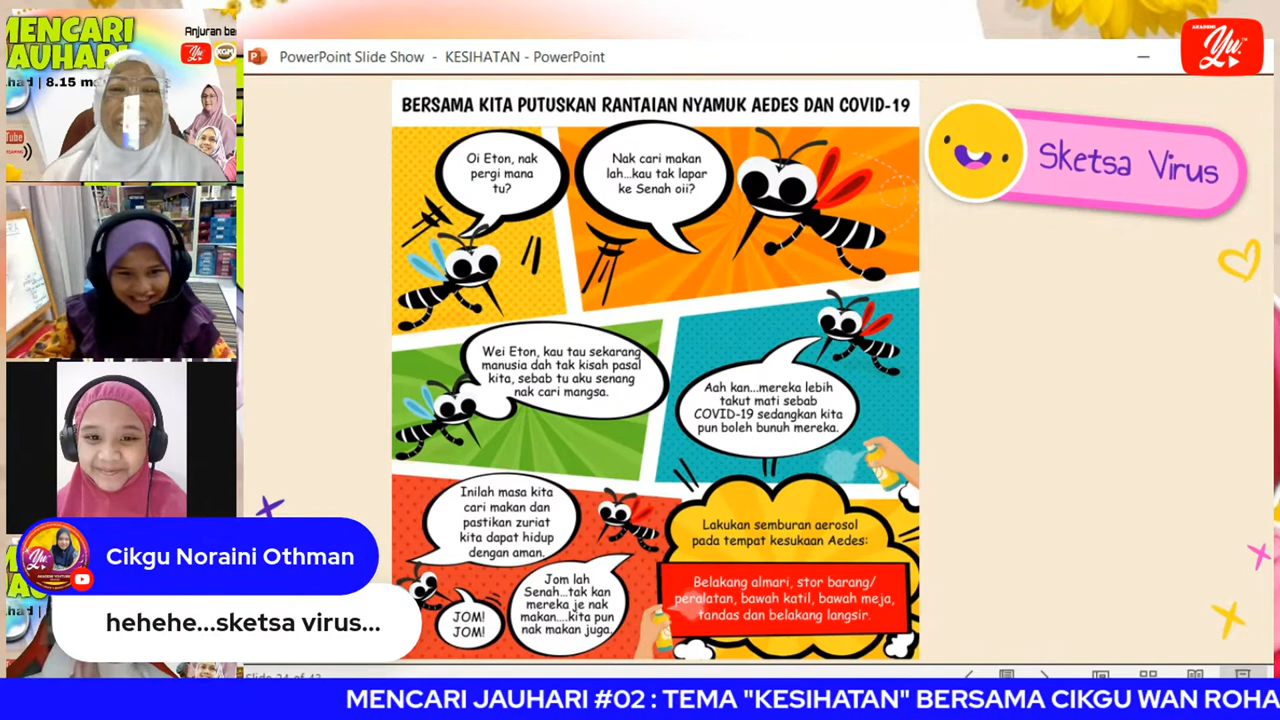 MENCARI
JAUHARI
Anjuran be
had | 8.15 m
PowerPoint Slide Show - KESIHATAN - PowerPoint
AKADEMI
Yu
BERSAMA KITA PUTUSKAN RANTAIAN NYAMUK AEDES DAN COVID-19
Sketsa Virus
Oi Eton, nak
pergi mana
tu?
Nak cari makan
lah...kau tak lapar
ke Senah oii?
Wei Eton, kau tau sekarang
manusia dah tak kisah pasal
kita, sebab tu aku senang
nak cari mangsa.
Aah kan...mereka lebih
takut mati sebab
COVID-19 sedangkan kita
pun boleh bunuh mereka.
Inilah masa kita
cari makan dan
pastikan zuriat
kita dapat hidup
dengan aman.
JOM!
JOM!
Jom lah
Senah...tak kan
mereka je nak
makan....kita pun
nak makan juga.
Lakukan semburan aerosol
pada tempat kesukaan Aedes:
Belakang almari, stor barang/
peralatan, bawah katil, bawah meja,
tandas dan belakang langsir.
Cikgu Noraini Othman
hehehe...sketsa virus...
Slide 24 of 43
MENCARI JAUHARI #02 : TEMA "KESIHATAN" BERSAMA CIKGU WAN ROHA